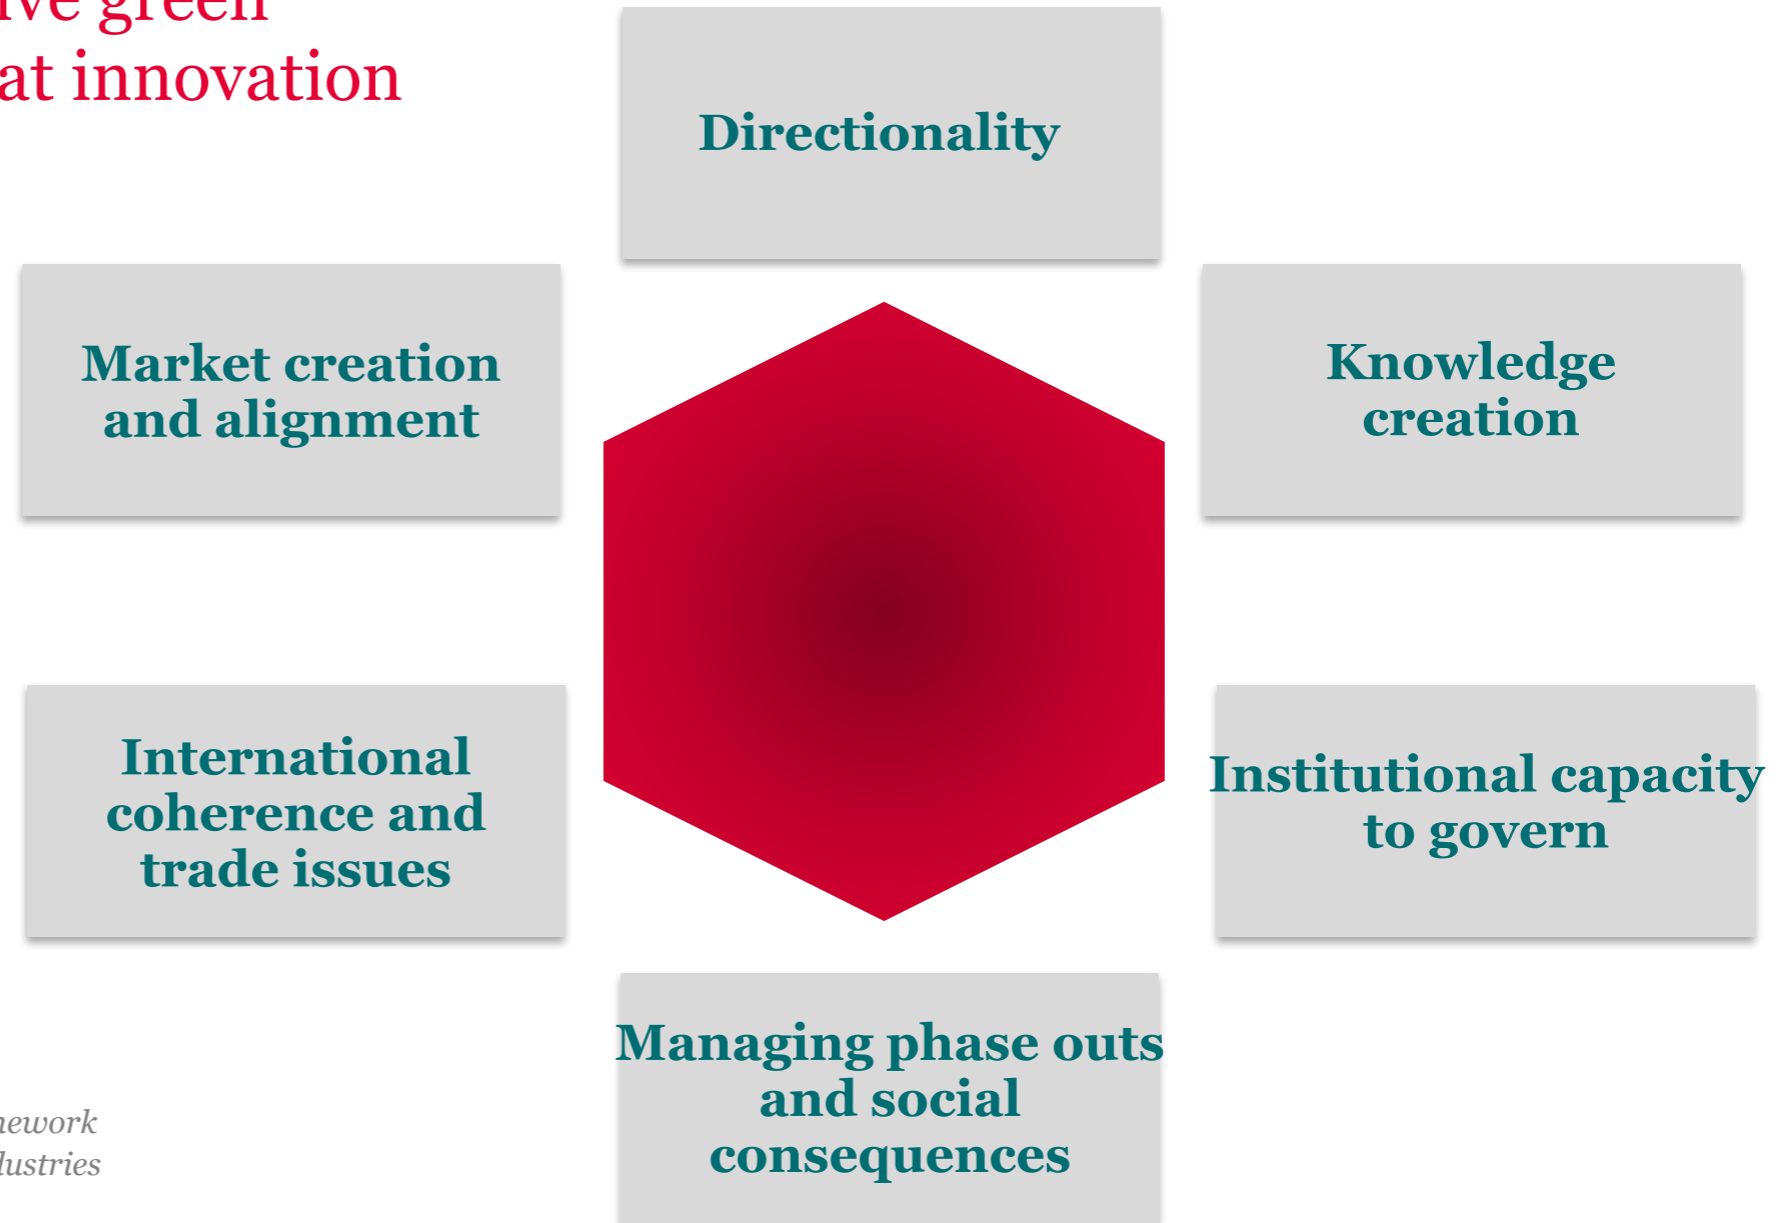 green
at innovation
Directionality
Market creation
and alignment
Knowledge
creation
International
coherence and
trade issues
Institutional capacity
to govern
Managing phase outs
and social
consequences